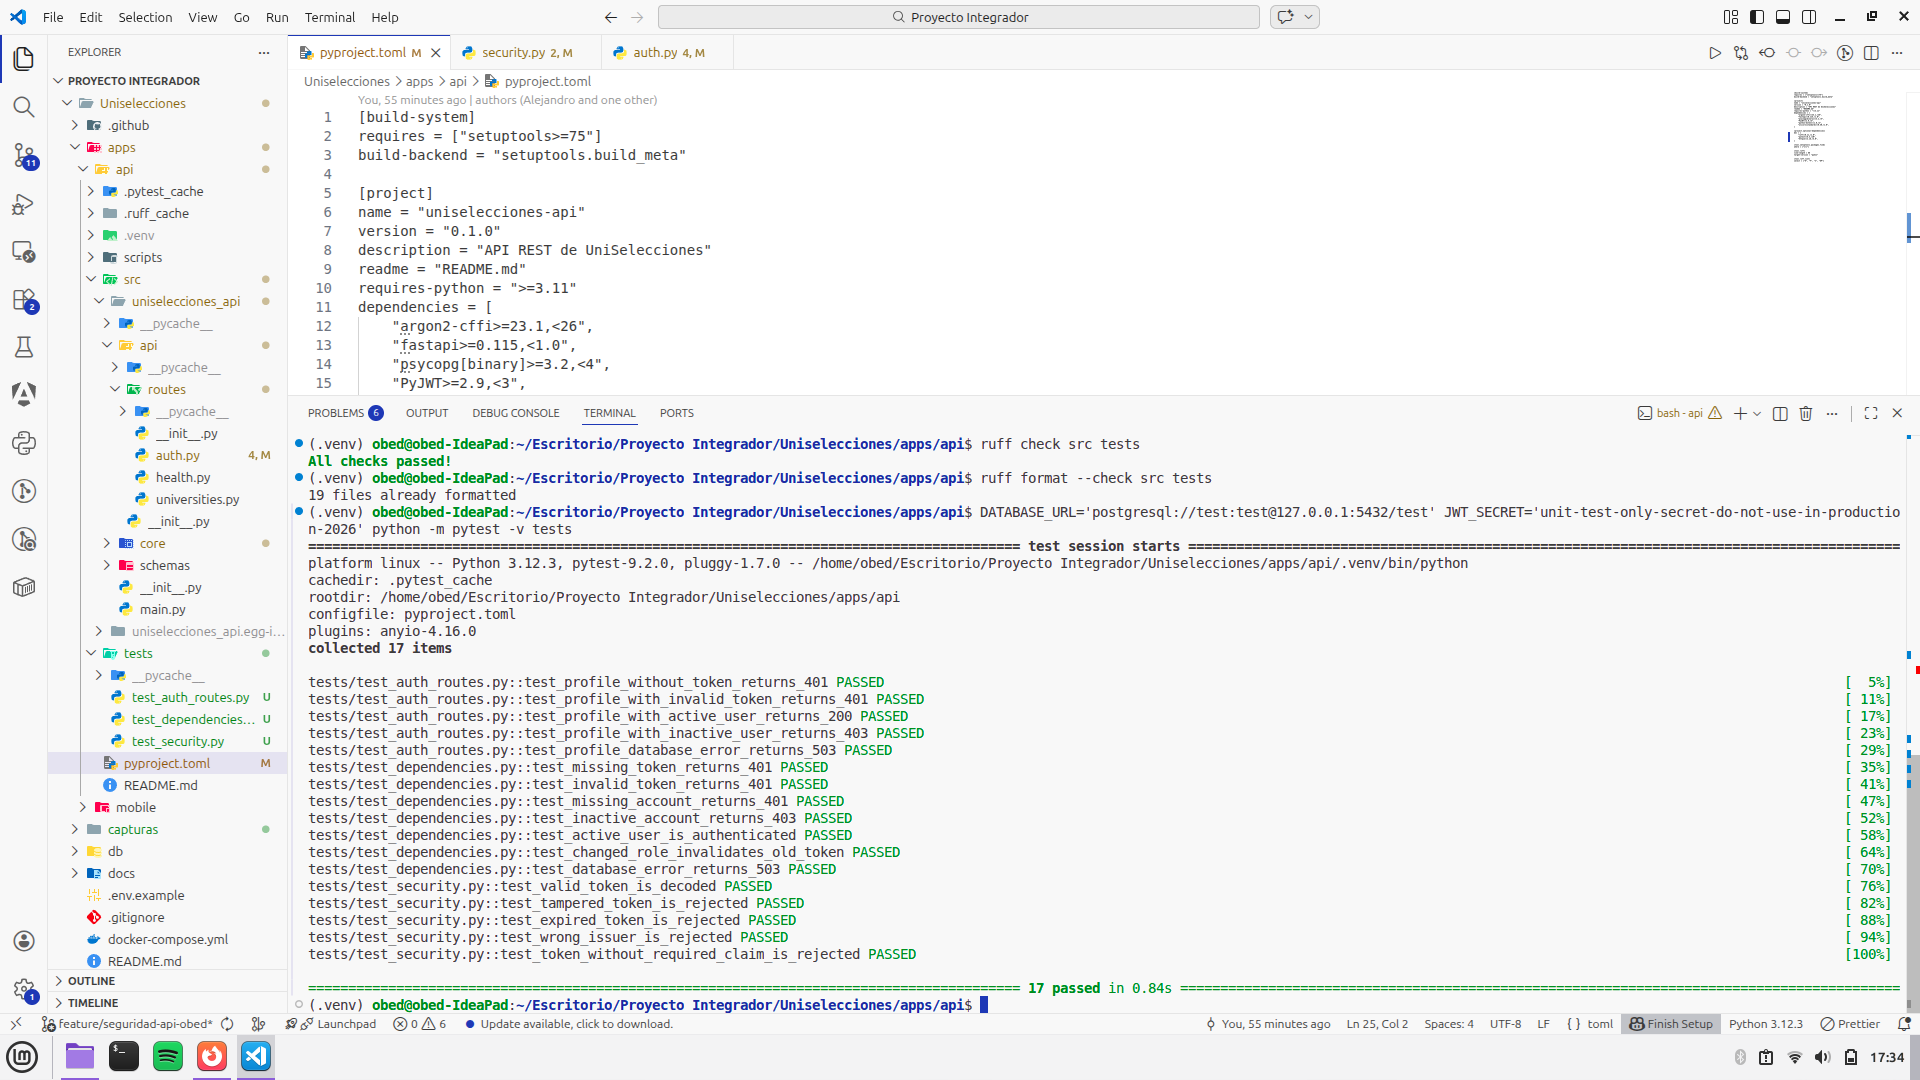 File Edit Selection View Go Run Terminal Help
Proyecto Integrador
EXPLORER
PROYECTO INTEGRADOR
Uniselecciones
.github
apps
api
.pytest_cache
.ruff_cache
.venv
scripts
src
uniselecciones_api
__pycache__
api
__pycache__
routes
__pycache__
__init__.py
auth.py 4, M
health.py
universities.py
__init__.py
core
schemas
__init__.py
main.py
uniselecciones_api.egg-i...
tests
__pycache__
test_auth_routes.py U
test_dependencies... U
test_security.py U
pyproject.toml M
README.md
mobile
capturas
db
docs
.env.example
.gitignore
docker-compose.yml
README.md
OUTLINE
TIMELINE
11
2
1
pyproject.toml M
security.py 2, M
auth.py 4, M
Uniselecciones > apps > api > pyproject.toml
You, 55 minutes ago | authors (Alejandro and one other)
1 [build-system]
2 requires = ["setuptools>=75"]
3 build-backend = "setuptools.build_meta"
4
5 [project]
6 name = "uniselecciones-api"
7 version = "0.1.0"
8 description = "API REST de UniSelecciones"
9 readme = "README.md"
10 requires-python = ">=3.11"
11 dependencies = [
12 "argon2-cffi>=23.1,<26",
13 "fastapi>=0.115,<1.0",
14 "psycopg[binary]>=3.2,<4",
15 "PyJWT>=2.9,<3",
PROBLEMS 6 OUTPUT DEBUG CONSOLE TERMINAL PORTS
bash - api
(.venv) obed@obed-IdeaPad:~/Escritorio/Proyecto Integrador/Uniselecciones/apps/api$ ruff check src tests
All checks passed!
(.venv) obed@obed-IdeaPad:~/Escritorio/Proyecto Integrador/Uniselecciones/apps/api$ ruff format --check src tests
19 files already formatted
(.venv) obed@obed-IdeaPad:~/Escritorio/Proyecto Integrador/Uniselecciones/apps/api$ DATABASE_URL='postgresql://test:test@127.0.0.1:5432/test' JWT_SECRET='unit-test-only-secret-do-not-use-in-productio
n-2026' python -m pytest -v tests
test session starts
platform linux -- Python 3.12.3, pytest-9.2.0, pluggy-1.7.0 -- /home/obed/Escritorio/Proyecto Integrador/Uniselecciones/apps/api/.venv/bin/python
cachedir: .pytest_cache
rootdir: /home/obed/Escritorio/Proyecto Integrador/Uniselecciones/apps/api
configfile: pyproject.toml
plugins: anyio-4.16.0
collected 17 items
tests/test_auth_routes.py::test_profile_without_token_returns_401 PASSED [ 5%]
tests/test_auth_routes.py::test_profile_with_invalid_token_returns_401 PASSED [ 11%]
tests/test_auth_routes.py::test_profile_with_active_user_returns_200 PASSED [ 17%]
tests/test_auth_routes.py::test_profile_with_inactive_user_returns_403 PASSED [ 23%]
tests/test_auth_routes.py::test_profile_database_error_returns_503 PASSED [ 29%]
tests/test_dependencies.py::test_missing_token_returns_401 PASSED [ 35%]
tests/test_dependencies.py::test_invalid_token_returns_401 PASSED [ 41%]
tests/test_dependencies.py::test_missing_account_returns_401 PASSED [ 47%]
tests/test_dependencies.py::test_inactive_account_returns_403 PASSED [ 52%]
tests/test_dependencies.py::test_active_user_is_authenticated PASSED [ 58%]
tests/test_dependencies.py::test_changed_role_invalidates_old_token PASSED [ 64%]
tests/test_dependencies.py::test_database_error_returns_503 PASSED [ 70%]
tests/test_security.py::test_valid_token_is_decoded PASSED [ 76%]
tests/test_security.py::test_tampered_token_is_rejected PASSED [ 82%]
tests/test_security.py::test_expired_token_is_rejected PASSED [ 88%]
tests/test_security.py::test_wrong_issuer_is_rejected PASSED [ 94%]
tests/test_security.py::test_token_without_required_claim_is_rejected PASSED [100%]
17 passed in 0.84s
(.venv) obed@obed-IdeaPad:~/Escritorio/Proyecto Integrador/Uniselecciones/apps/api$
feature/seguridad-api-obed* Launchpad 0 6 Update available, click to download. You, 55 minutes ago Ln 25, Col 2 Spaces: 4 UTF-8 LF { } toml Finish Setup Python 3.12.3 Prettier
17:34